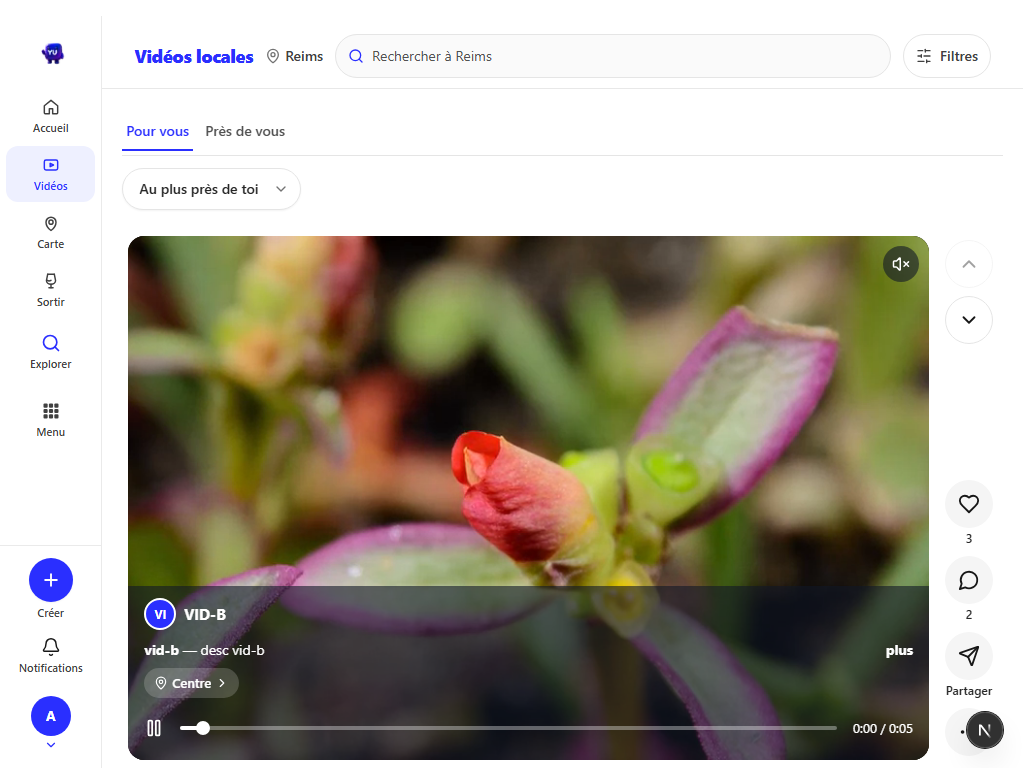 YU
Vidéos locales
Reims
Rechercher à Reims
Filtres
Accueil
Vidéos
Carte
Sortir
Explorer
Menu
Créer
Notifications
A
Pour vous
Près de vous
Au plus près de toi
VI
VID-B
vid-b — desc vid-b
plus
Centre
0:00 / 0:05
3
2
Partager
N